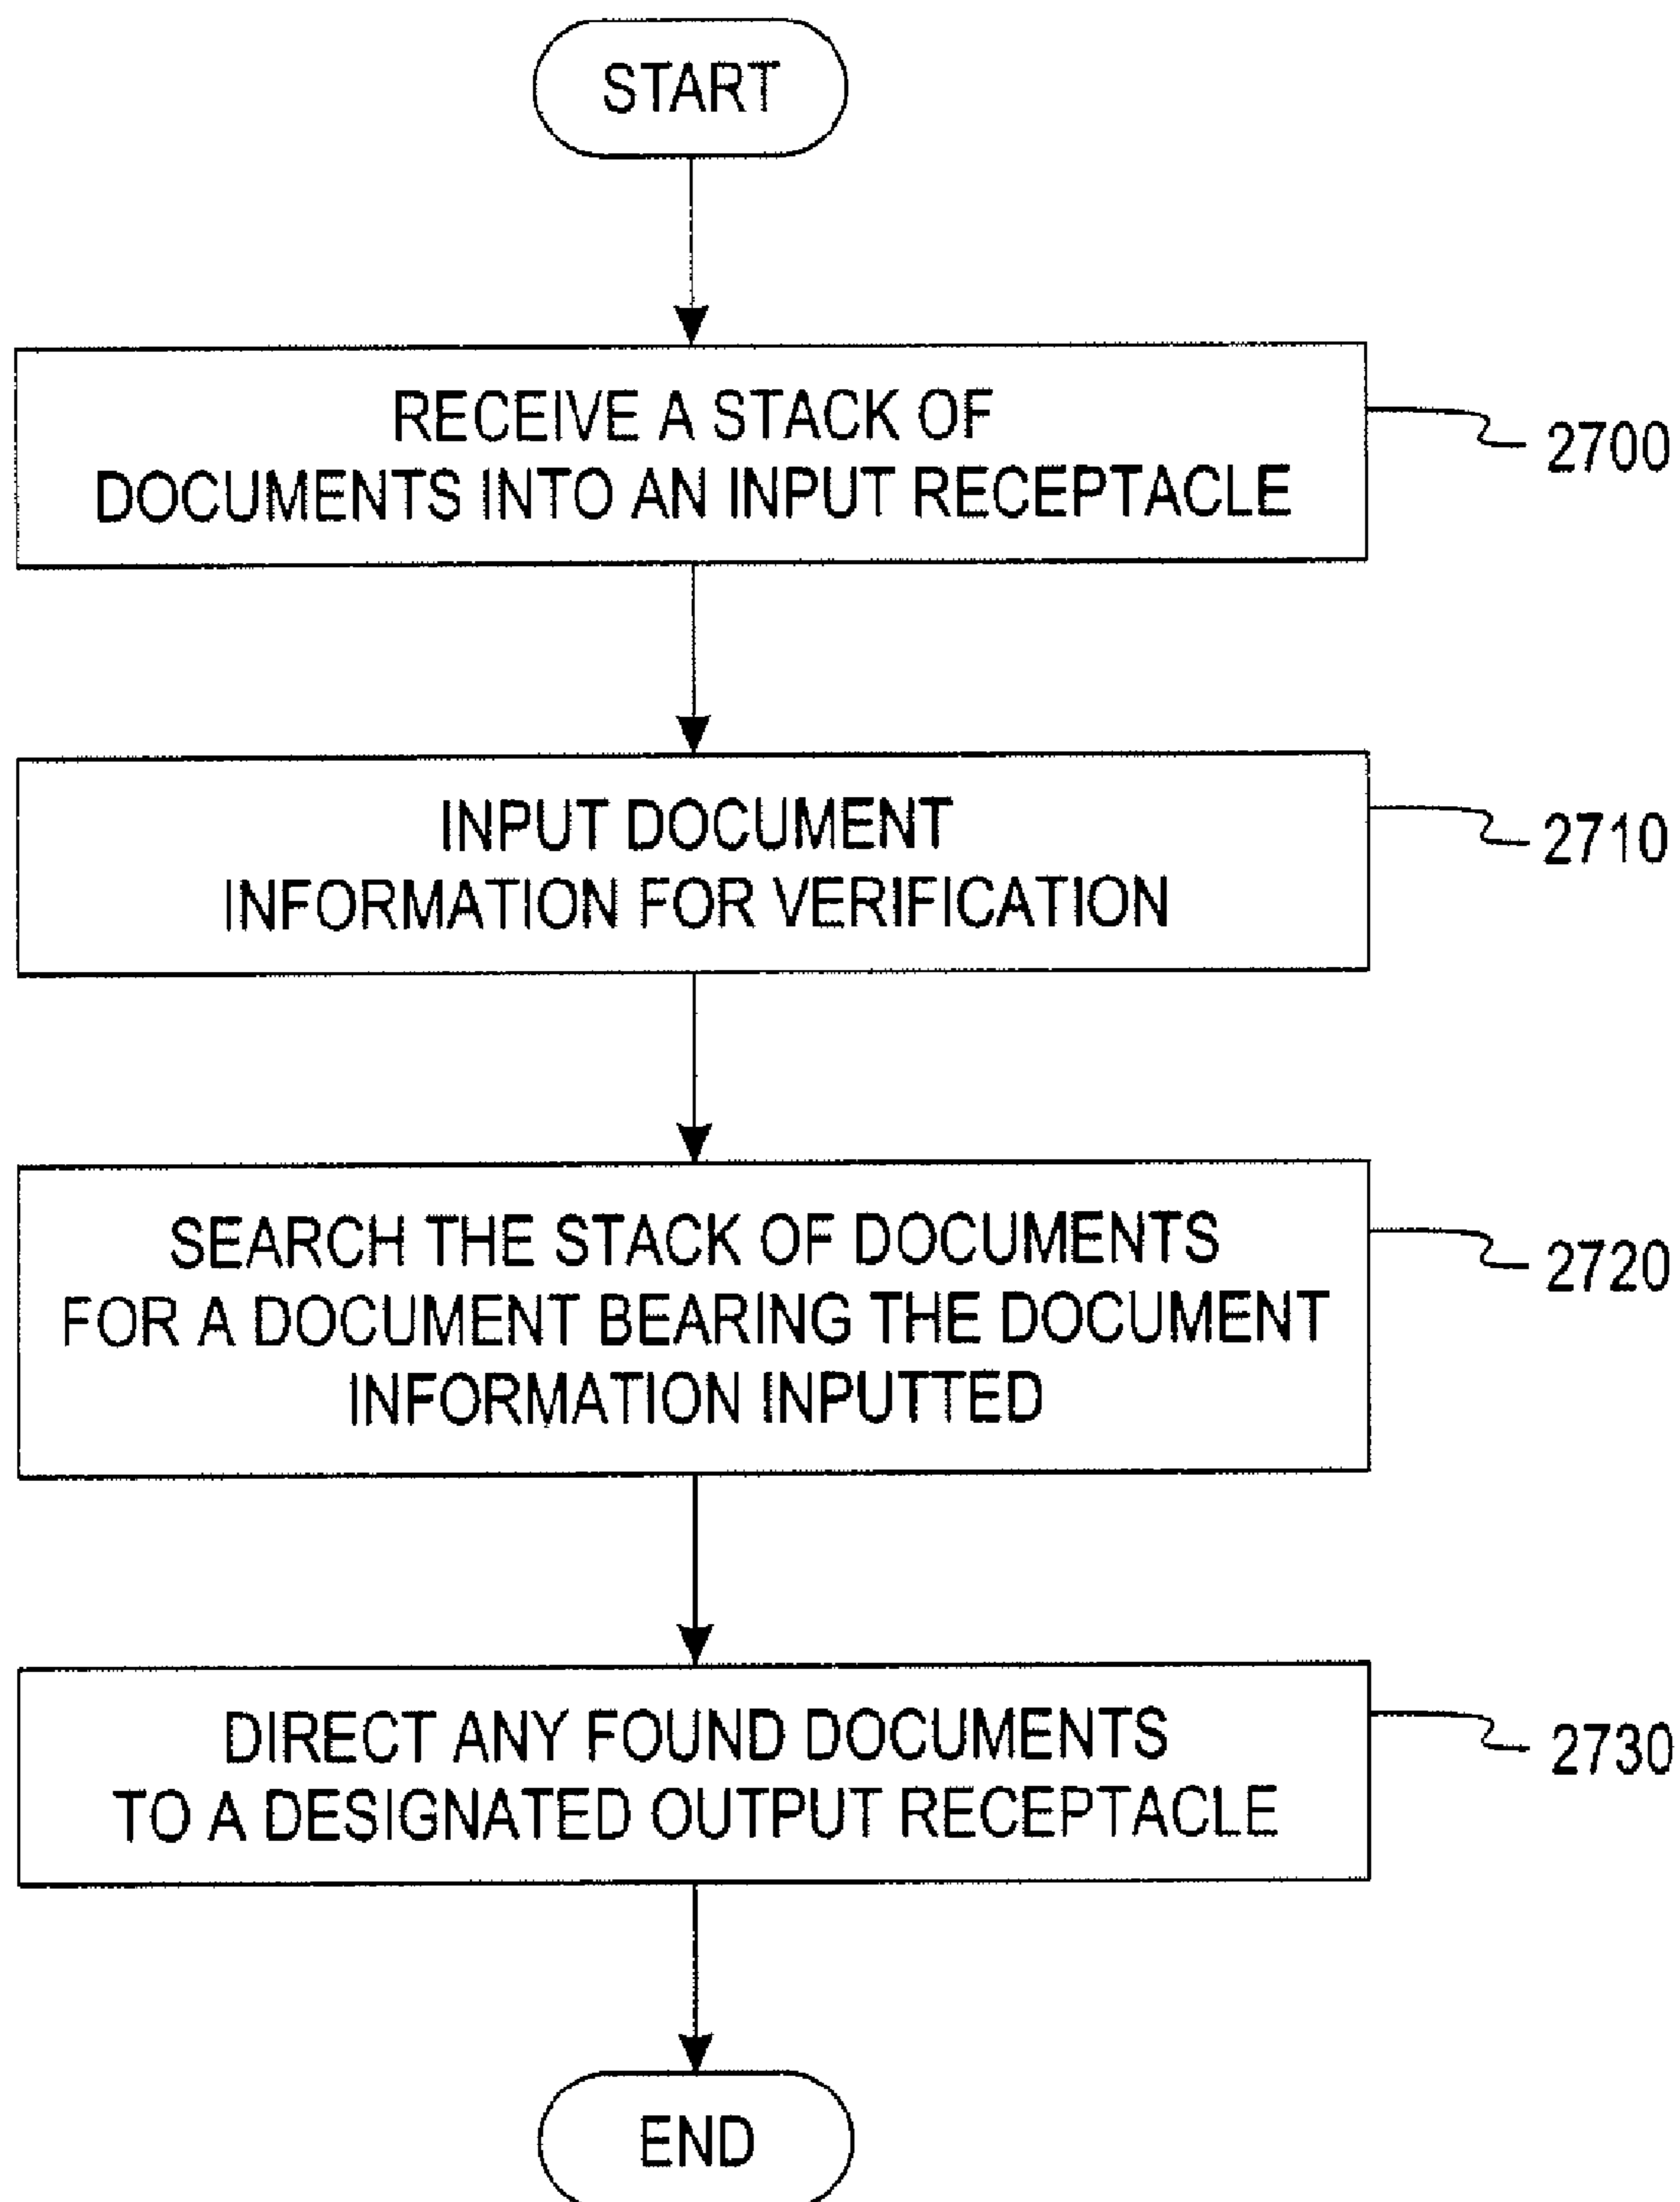 START
RECEIVE A STACK OF
DOCUMENTS INTO AN INPUT RECEPTACLE
2700
INPUT DOCUMENT
INFORMATION FOR VERIFICATION
2710
SEARCH THE STACK OF DOCUMENTS
FOR A DOCUMENT BEARING THE DOCUMENT
INFORMATION INPUTTED
2720
DIRECT ANY FOUND DOCUMENTS
TO A DESIGNATED OUTPUT RECEPTACLE
2730
END